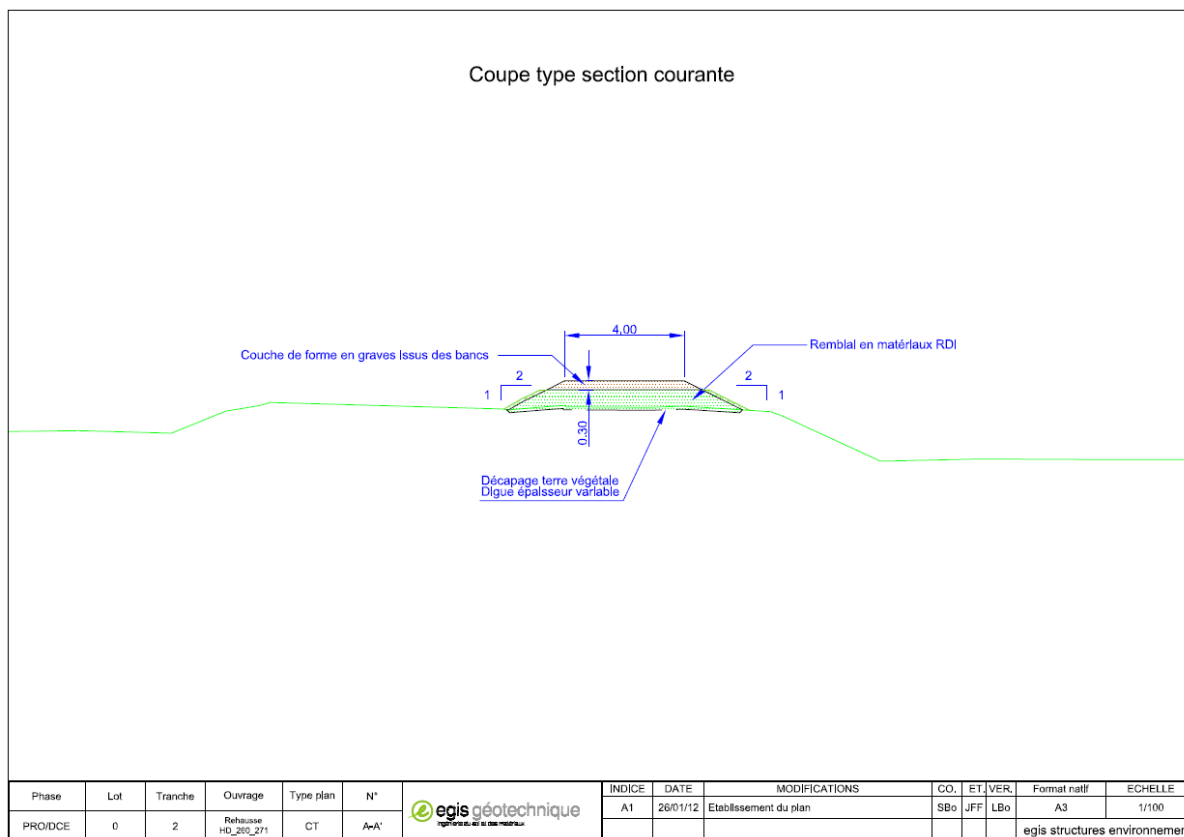 Coupe type section courante
4,00
Couche de forme en graves issus des bancs
Remblai en matériaux RDI
2
1
2
1
0.30
Décapage terre végétale
Digue épaisseur variable
Phase Lot Tranche Ouvrage Type plan N°
PRO/DCE 0 2 Rehausse HD_260_271 CT A-A'
egis géotechnique
INDICE DATE MODIFICATIONS CO. ET. VER. Format natif ECHELLE
A1 26/01/12 Etablissement du plan SBo JFF LBo A3 1/100
egis structures environnemen